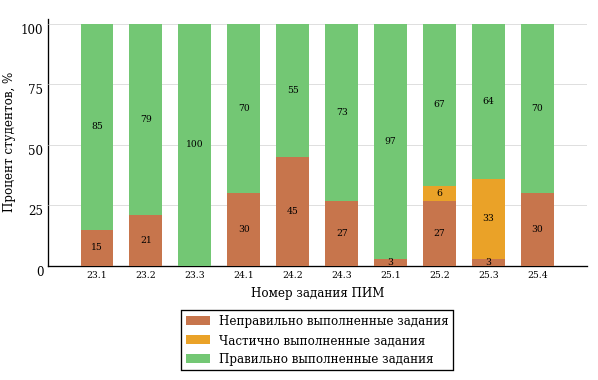 Процент студентов, %
100
75
50
25
0
85 79 100 70 55 73 97 67 64 70
6 33
15 21 30 45 27 3 27 3 30
23.1 23.2 23.3 24.1 24.2 24.3 25.1 25.2 25.3 25.4
Номер задания ПИМ
Неправильно выполненные задания
Частично выполненные задания
Правильно выполненные задания